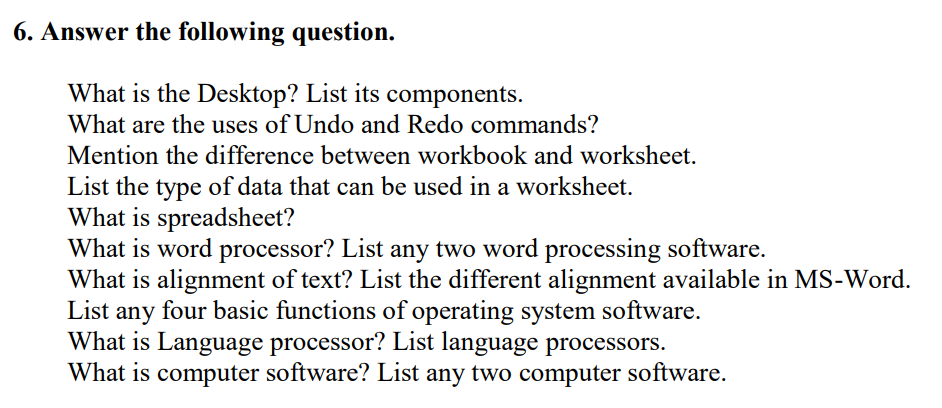 6. Answer the following question.
What is the Desktop? List its components.
What are the uses of Undo and Redo commands?
Mention the difference between workbook and worksheet.
List the type of data that can be used in a worksheet.
What is spreadsheet?
What is word processor? List any two word processing software.
What is alignment of text? List the different alignment available in MS-Word.
List any four basic functions of operating system software.
What is Language processor? List language processors.
What is computer software? List any two computer software.